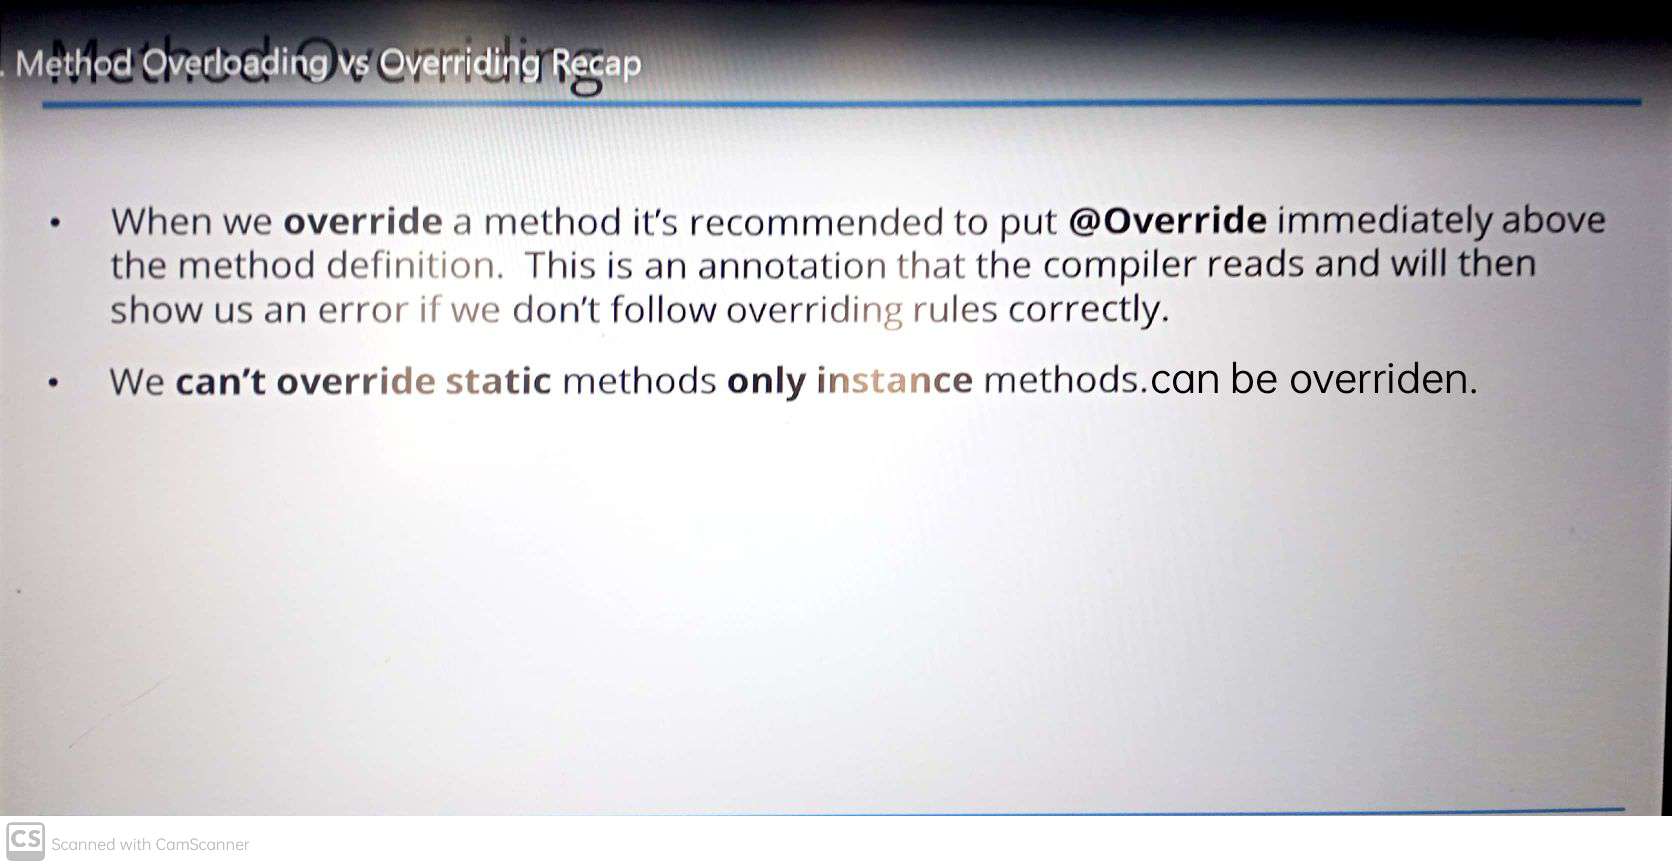 Method Overriding
. Method Overloading vs Overriding Recap
• When we override a method it's recommended to put @Override immediately above
the method definition. This is an annotation that the compiler reads and will then
show us an error if we don't follow overriding rules correctly.
• We can't override static methods only instance methods.can be overriden.
CS Scanned with CamScanner